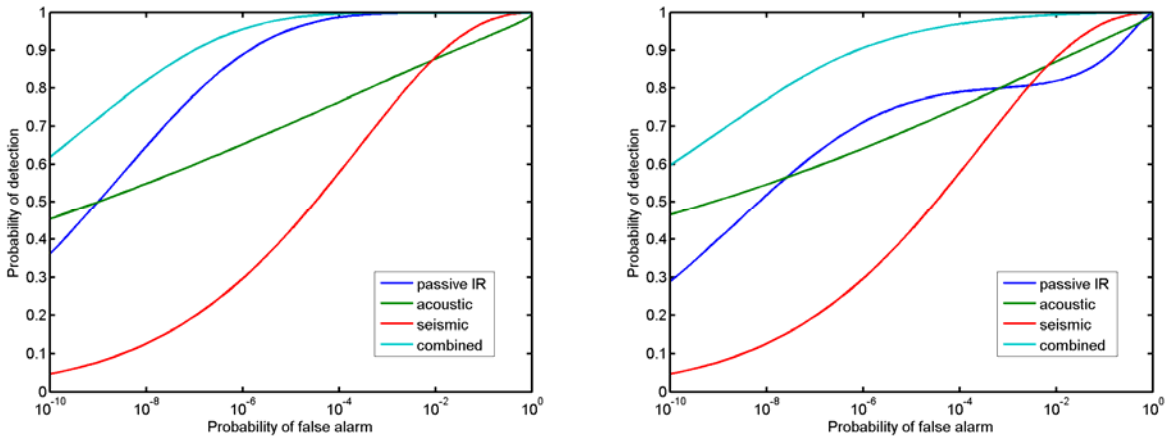 1
0.9
0.8
0.7
0.6
0.5
0.4
0.3
0.2
0.1
0
Probability of detection
10^-10
10^-8
10^-6
10^-4
10^-2
10^0
Probability of false alarm
passive IR
acoustic
seismic
combined
1
0.9
0.8
0.7
0.6
0.5
0.4
0.3
0.2
0.1
0
Probability of detection
10^-10
10^-8
10^-6
10^-4
10^-2
10^0
Probability of false alarm
passive IR
acoustic
seismic
combined